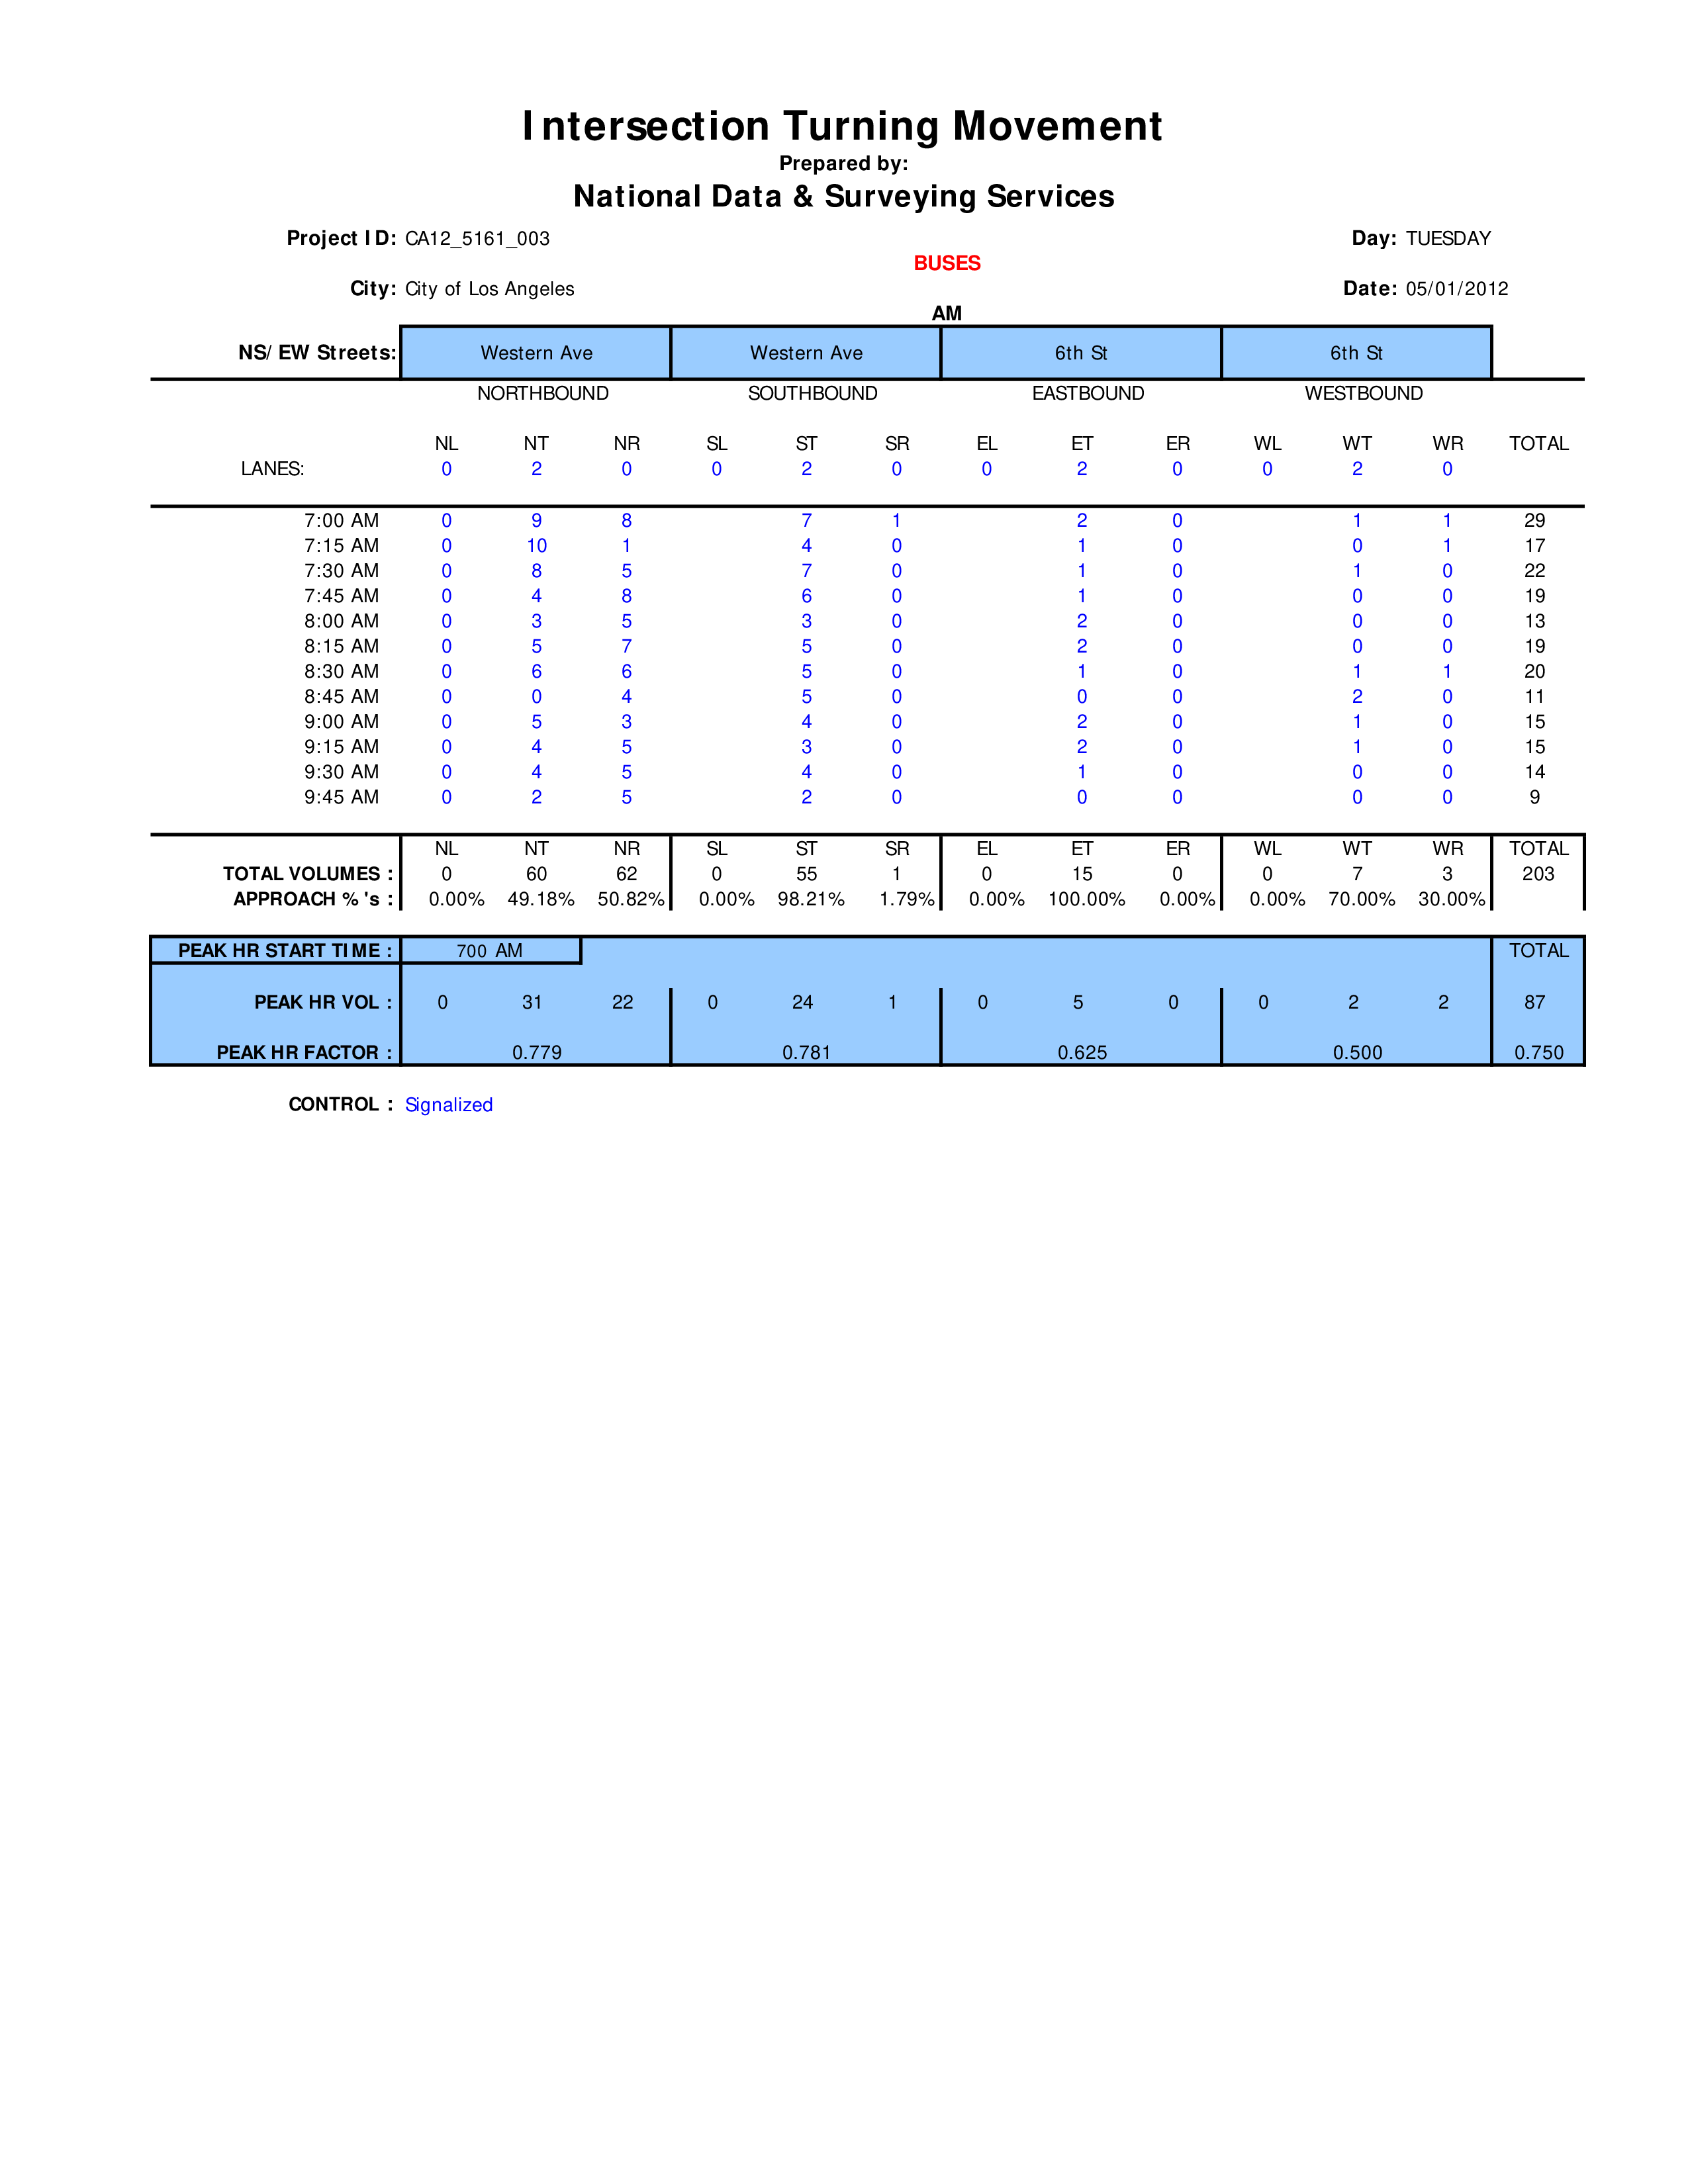 Intersection Turning Movement
Prepared by:
National Data & Surveying Services
Project ID: CA12_5161_003 Day: TUESDAY
BUSES
City: City of Los Angeles Date: 05/01/2012
AM
NS/EW Streets: Western Ave Western Ave 6th St 6th St
NORTHBOUND SOUTHBOUND EASTBOUND WESTBOUND
NL NT NR SL ST SR EL ET ER WL WT WR TOTAL
LANES: 0 2 0 0 2 0 0 2 0 0 2 0
7:00 AM 0 9 8 7 1 2 0 1 1 29
7:15 AM 0 10 1 4 0 1 0 0 1 17
7:30 AM 0 8 5 7 0 1 0 1 0 22
7:45 AM 0 4 8 6 0 1 0 0 0 19
8:00 AM 0 3 5 3 0 2 0 0 0 13
8:15 AM 0 5 7 5 0 2 0 0 0 19
8:30 AM 0 6 6 5 0 1 0 1 1 20
8:45 AM 0 0 4 5 0 0 0 2 0 11
9:00 AM 0 5 3 4 0 2 0 1 0 15
9:15 AM 0 4 5 3 0 2 0 1 0 15
9:30 AM 0 4 5 4 0 1 0 0 0 14
9:45 AM 0 2 5 2 0 0 0 0 0 9
NL NT NR SL ST SR EL ET ER WL WT WR TOTAL
TOTAL VOLUMES : 0 60 62 0 55 1 0 15 0 0 7 3 203
APPROACH %'s : 0.00% 49.18% 50.82% 0.00% 98.21% 1.79% 0.00% 100.00% 0.00% 0.00% 70.00% 30.00%
PEAK HR START TIME : 700 AM TOTAL
PEAK HR VOL : 0 31 22 0 24 1 0 5 0 0 2 2 87
PEAK HR FACTOR : 0.779 0.781 0.625 0.500 0.750
CONTROL : Signalized